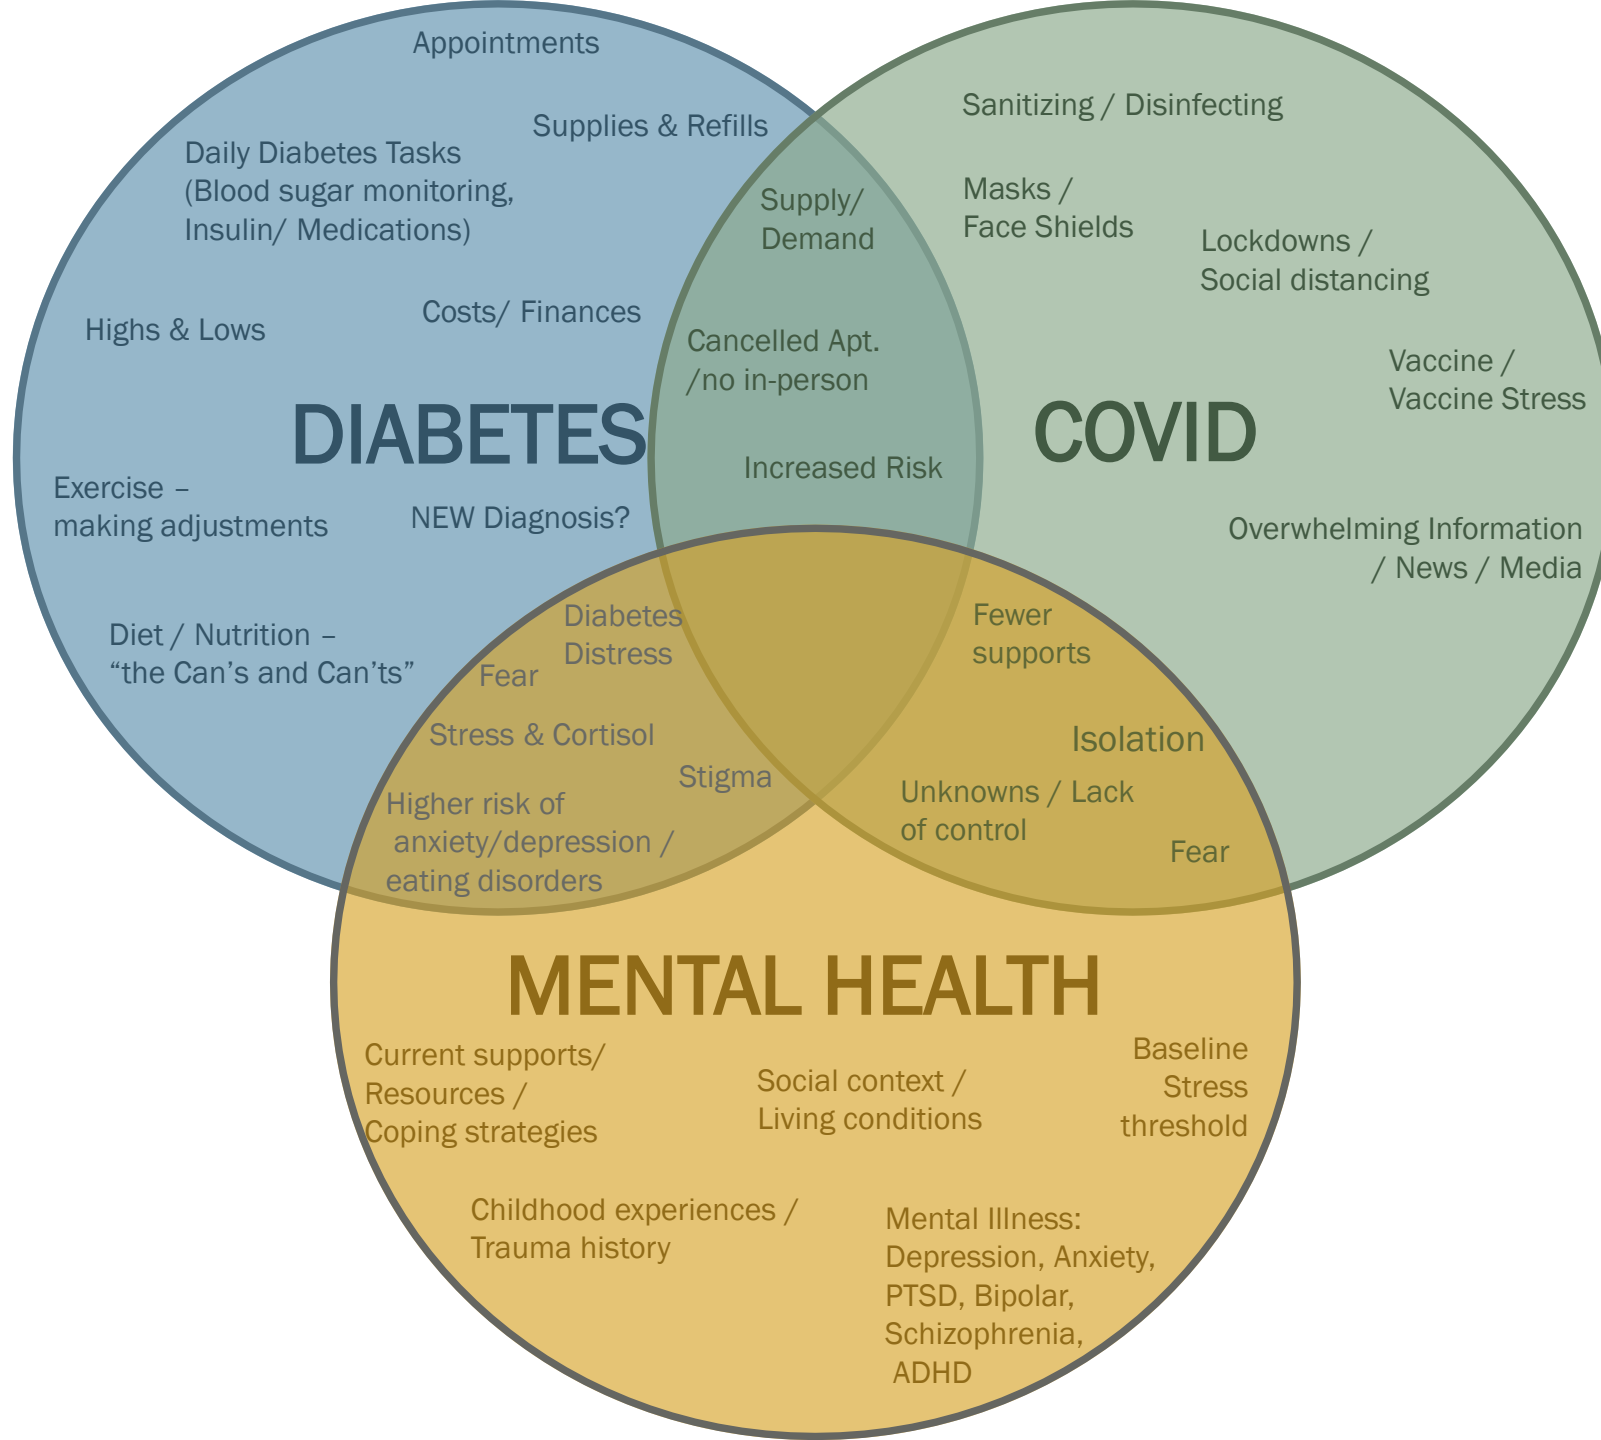 Appointments
Supplies & Refills
Daily Diabetes Tasks
(Blood sugar monitoring,
Insulin/ Medications)
Highs & Lows
Costs/ Finances
DIABETES
Exercise –
making adjustments
NEW Diagnosis?
Diet / Nutrition –
“the Can’s and Can’ts”
Supply/
Demand
Cancelled Apt.
/no in-person
Increased Risk
Sanitizing / Disinfecting
Masks /
Face Shields
Lockdowns /
Social distancing
Vaccine /
Vaccine Stress
COVID
Overwhelming Information
/ News / Media
Diabetes
Distress
Fear
Stress & Cortisol
Stigma
Higher risk of
anxiety/depression /
eating disorders
Fewer
supports
Isolation
Unknowns / Lack
of control
Fear
MENTAL HEALTH
Current supports/
Resources /
Coping strategies
Social context /
Living conditions
Baseline
Stress
threshold
Childhood experiences /
Trauma history
Mental Illness:
Depression, Anxiety,
PTSD, Bipolar,
Schizophrenia,
ADHD